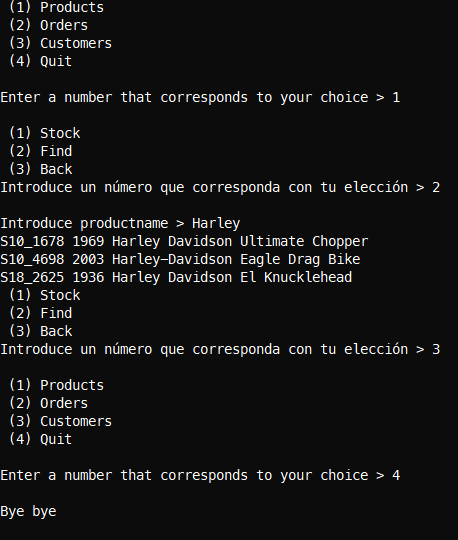 (1) Products
(2) Orders
(3) Customers
(4) Quit
Enter a number that corresponds to your choice > 1
(1) Stock
(2) Find
(3) Back
Introduce un número que corresponda con tu elección > 2
Introduce productname > Harley
S10_1678 1969 Harley Davidson Ultimate Chopper
S10_4698 2003 Harley-Davidson Eagle Drag Bike
S18_2625 1936 Harley Davidson El Knucklehead
(1) Stock
(2) Find
(3) Back
Introduce un número que corresponda con tu elección > 3
(1) Products
(2) Orders
(3) Customers
(4) Quit
Enter a number that corresponds to your choice > 4
Bye bye